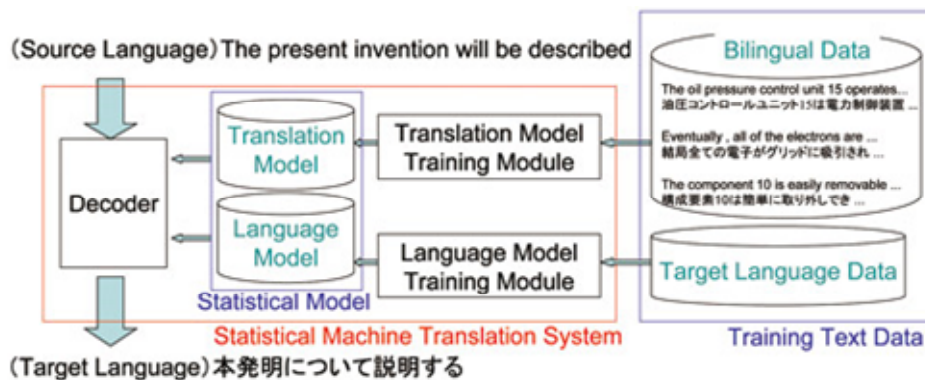 (Source Language) The present invention will be described
Decoder
Translation
Model
Language
Model
Statistical Model
Translation Model
Training Module
Language Model
Training Module
Statistical Machine Translation System
Bilingual Data
The oil pressure control unit 15 operates...
油圧コントロールユニット15は電力制御装置 ...
Eventually , all of the electrons are ...
結局全ての電子がグリッドに吸引され ...
The component 10 is easily removable ...
構成要素10は簡単に取り外しでき ...
Target Language Data
Training Text Data
(Target Language) 本発明について説明する